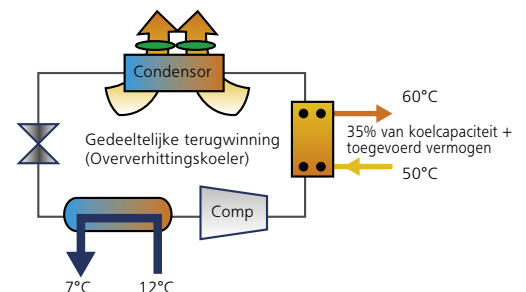 Condensor
60°C
Gedeeltelijke terugwinning
(Oververhittingskoeler)
35% van koelcapaciteit +
toegevoerd vermogen
50°C
Comp
7°C
12°C